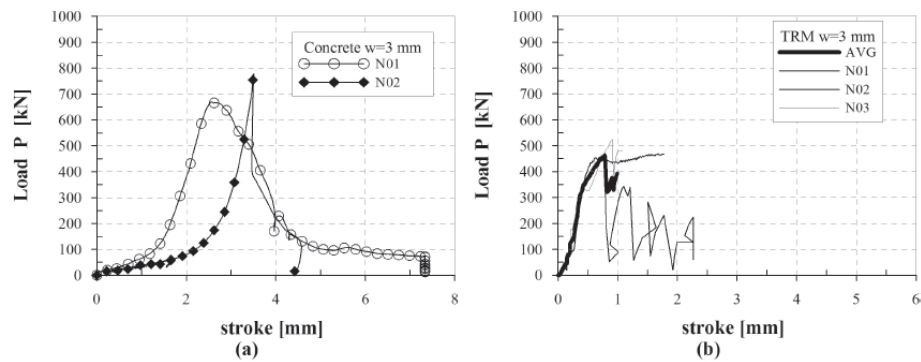 1000
900
800
700
600
500
400
300
200
100
0
Load P [kN]
Concrete w=3 mm
N01
N02
0 2 4 6 8
stroke [mm]
(a)
1000
900
800
700
600
500
400
300
200
100
0
Load P [kN]
TRM w=3 mm
AVG
N01
N02
N03
0 1 2 3 4 5 6
stroke [mm]
(b)